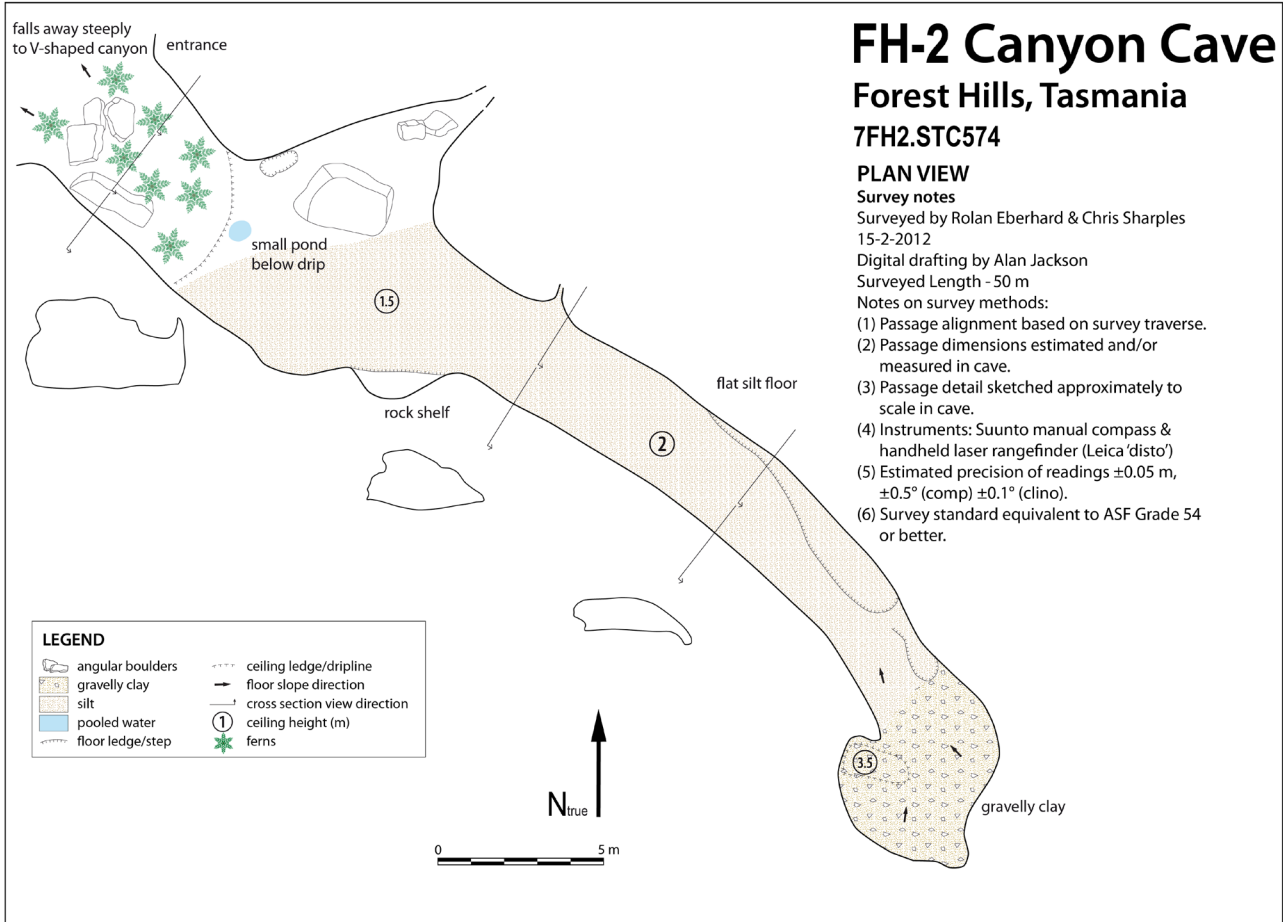 falls away steeply
to V-shaped canyon
entrance
FH-2 Canyon Cave
Forest Hills, Tasmania
7FH2.STC574
PLAN VIEW
Survey notes
Surveyed by Rolan Eberhard & Chris Sharples
15-2-2012
Digital drafting by Alan Jackson
Surveyed Length - 50 m
Notes on survey methods:
(1) Passage alignment based on survey traverse.
(2) Passage dimensions estimated and/or
measured in cave.
(3) Passage detail sketched approximately to
scale in cave.
(4) Instruments: Suunto manual compass &
handheld laser rangefinder (Leica 'disto')
(5) Estimated precision of readings ±0.05 m,
±0.5° (comp) ±0.1° (clino).
(6) Survey standard equivalent to ASF Grade 54
or better.
small pond
below drip
1.5
rock shelf
flat silt floor
2
3.5
gravelly clay
LEGEND
angular boulders
gravelly clay
silt
pooled water
floor ledge/step
ceiling ledge/dripline
floor slope direction
cross section view direction
1 ceiling height (m)
ferns
N true
0 5 m